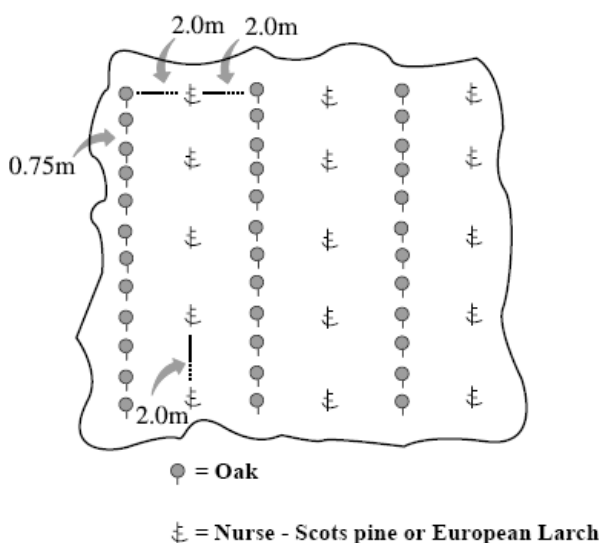 2.0m 2.0m
0.75m
2.0m
= Oak
= Nurse - Scots pine or European Larch